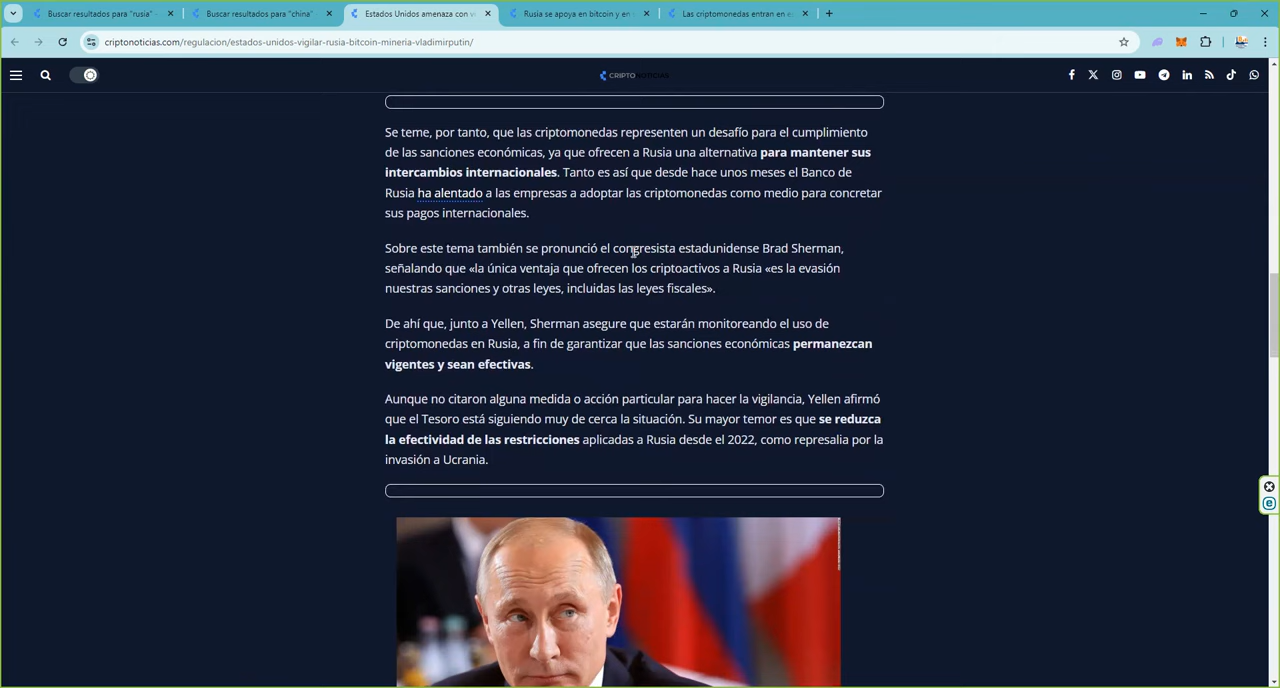 Buscar resultados para "rusia"
Buscar resultados para "china"
Estados Unidos amenaza con vi
Rusia se apoya en bitcoin y en
Las criptomonedas entran en es
criptonoticias.com/regulacion/estados-unidos-vigilar-rusia-bitcoin-mineria-vladimirputin/
CRIPTONOTICIAS
Se teme, por tanto, que las criptomonedas representen un desafío para el cumplimiento
de las sanciones económicas, ya que ofrecen a Rusia una alternativa para mantener sus
intercambios internacionales. Tanto es así que desde hace unos meses el Banco de
Rusia ha alentado a las empresas a adoptar las criptomonedas como medio para concretar
sus pagos internacionales.
Sobre este tema también se pronunció el congresista estadunidense Brad Sherman,
señalando que «la única ventaja que ofrecen los criptoactivos a Rusia «es la evasión
nuestras sanciones y otras leyes, incluidas las leyes fiscales».
De ahí que, junto a Yellen, Sherman asegure que estarán monitoreando el uso de
criptomonedas en Rusia, a fin de garantizar que las sanciones económicas permanezcan
vigentes y sean efectivas.
Aunque no citaron alguna medida o acción particular para hacer la vigilancia, Yellen afirmó
que el Tesoro está siguiendo muy de cerca la situación. Su mayor temor es que se reduzca
la efectividad de las restricciones aplicadas a Rusia desde el 2022, como represalia por la
invasión a Ucrania.